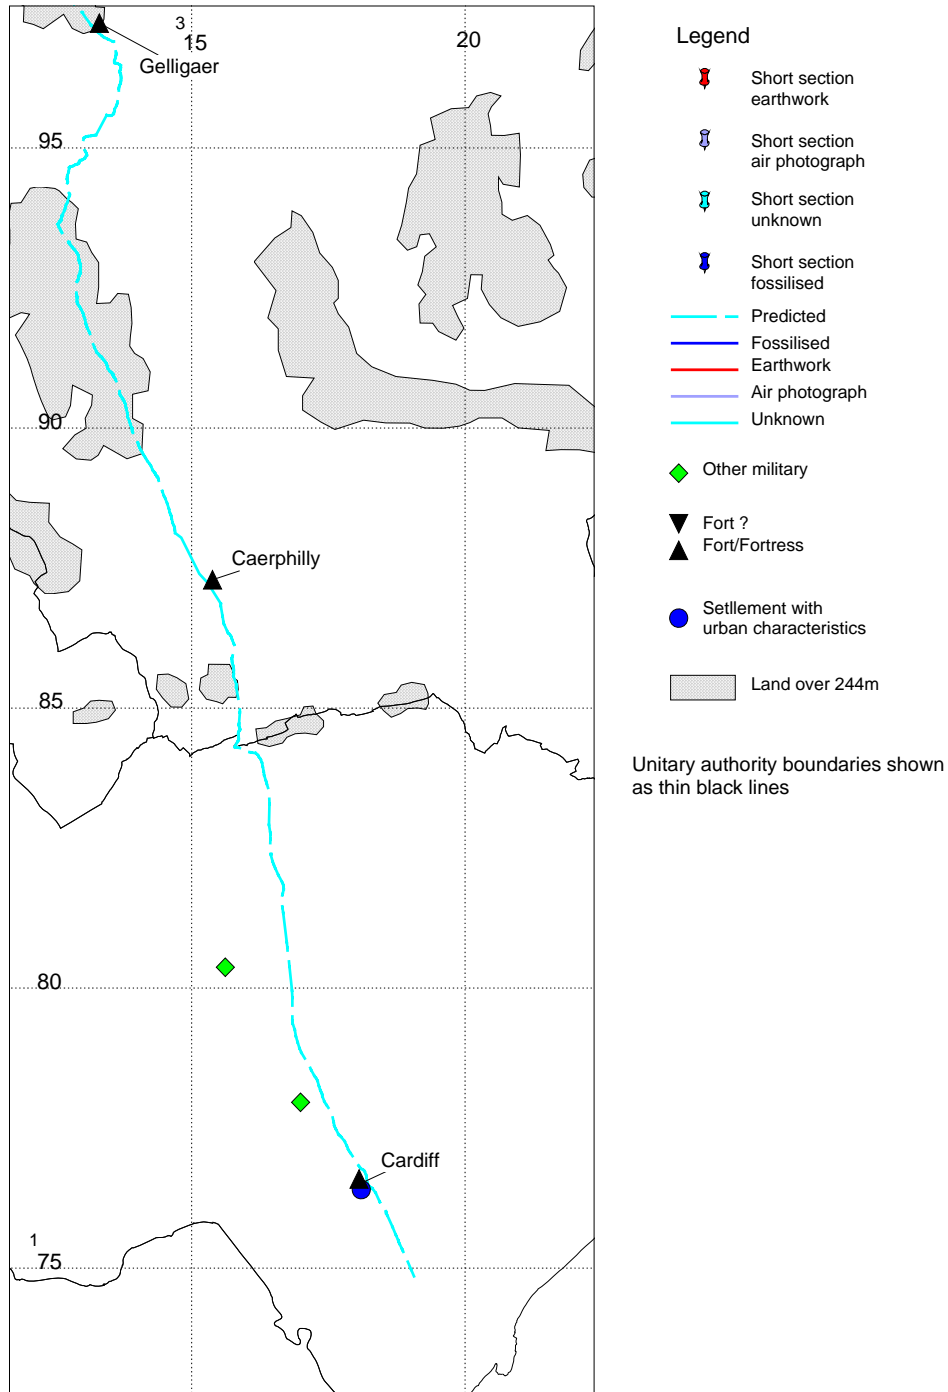 3
15
20
Gelligaer
95
90
Caerphilly
85
80
Cardiff
1
75
Legend
Short section
earthwork
Short section
air photograph
Short section
unknown
Short section
fossilised
Predicted
Fossilised
Earthwork
Air photograph
Unknown
Other military
Fort ?
Fort/Fortress
Setllement with
urban characteristics
Land over 244m
Unitary authority boundaries shown
as thin black lines